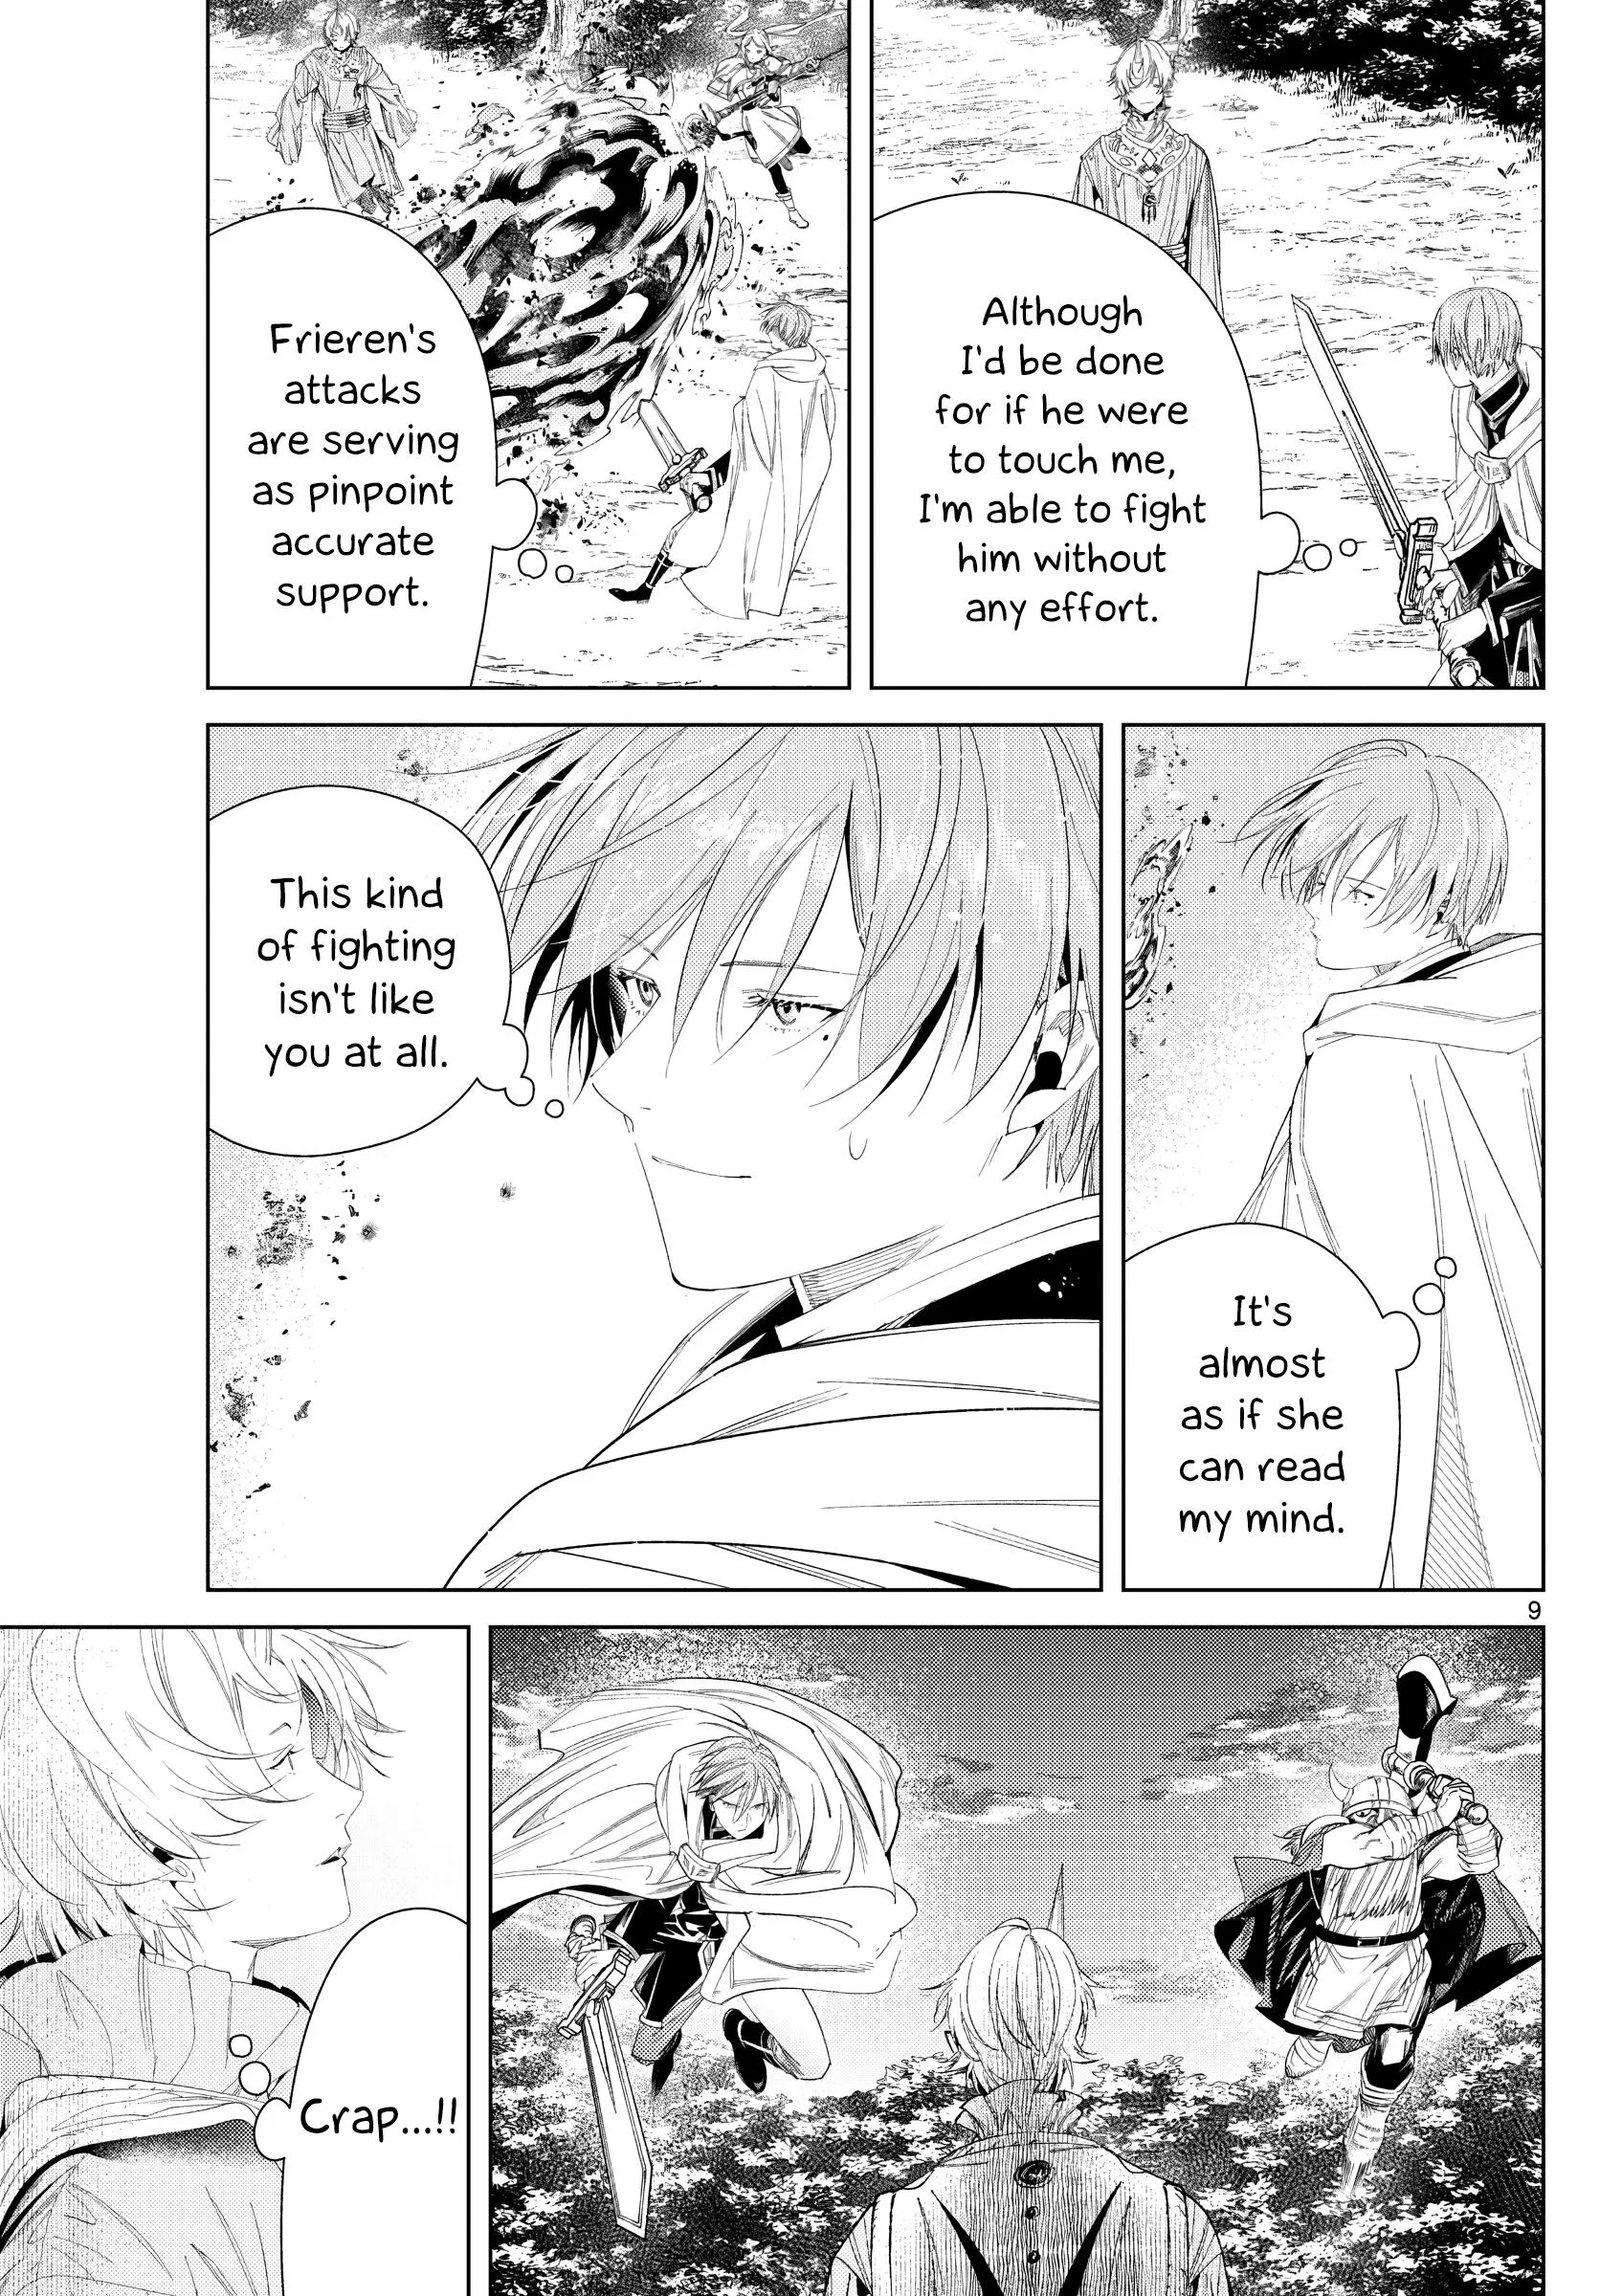 Although
I'd be done
for if he were
to touch me,
I'm able to fight
him without
any effort.
Frieren's
attacks
are serving
as pinpoint
accurate
support.
It's
almost
as if she
can read
my mind.
This kind
of fighting
isn't like
you at all.
9
Crap...!!